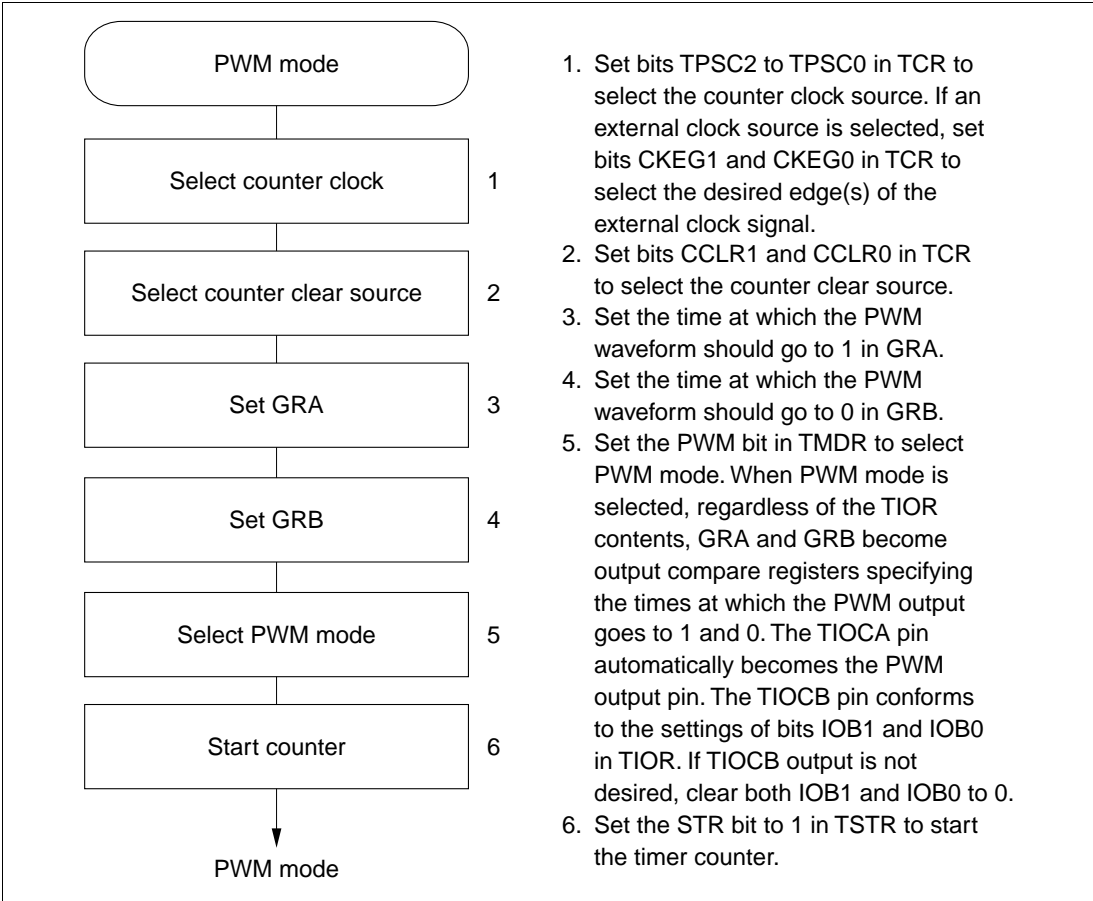 PWM mode
Select counter clock
1
Select counter clear source
2
Set GRA
3
Set GRB
4
Select PWM mode
5
Start counter
6
PWM mode
1. Set bits TPSC2 to TPSC0 in TCR to
select the counter clock source. If an
external clock source is selected, set
bits CKEG1 and CKEG0 in TCR to
select the desired edge(s) of the
external clock signal.
2. Set bits CCLR1 and CCLR0 in TCR
to select the counter clear source.
3. Set the time at which the PWM
waveform should go to 1 in GRA.
4. Set the time at which the PWM
waveform should go to 0 in GRB.
5. Set the PWM bit in TMDR to select
PWM mode. When PWM mode is
selected, regardless of the TIOR
contents, GRA and GRB become
output compare registers specifying
the times at which the PWM output
goes to 1 and 0. The TIOCA pin
automatically becomes the PWM
output pin. The TIOCB pin conforms
to the settings of bits IOB1 and IOB0
in TIOR. If TIOCB output is not
desired, clear both IOB1 and IOB0 to 0.
6. Set the STR bit to 1 in TSTR to start
the timer counter.